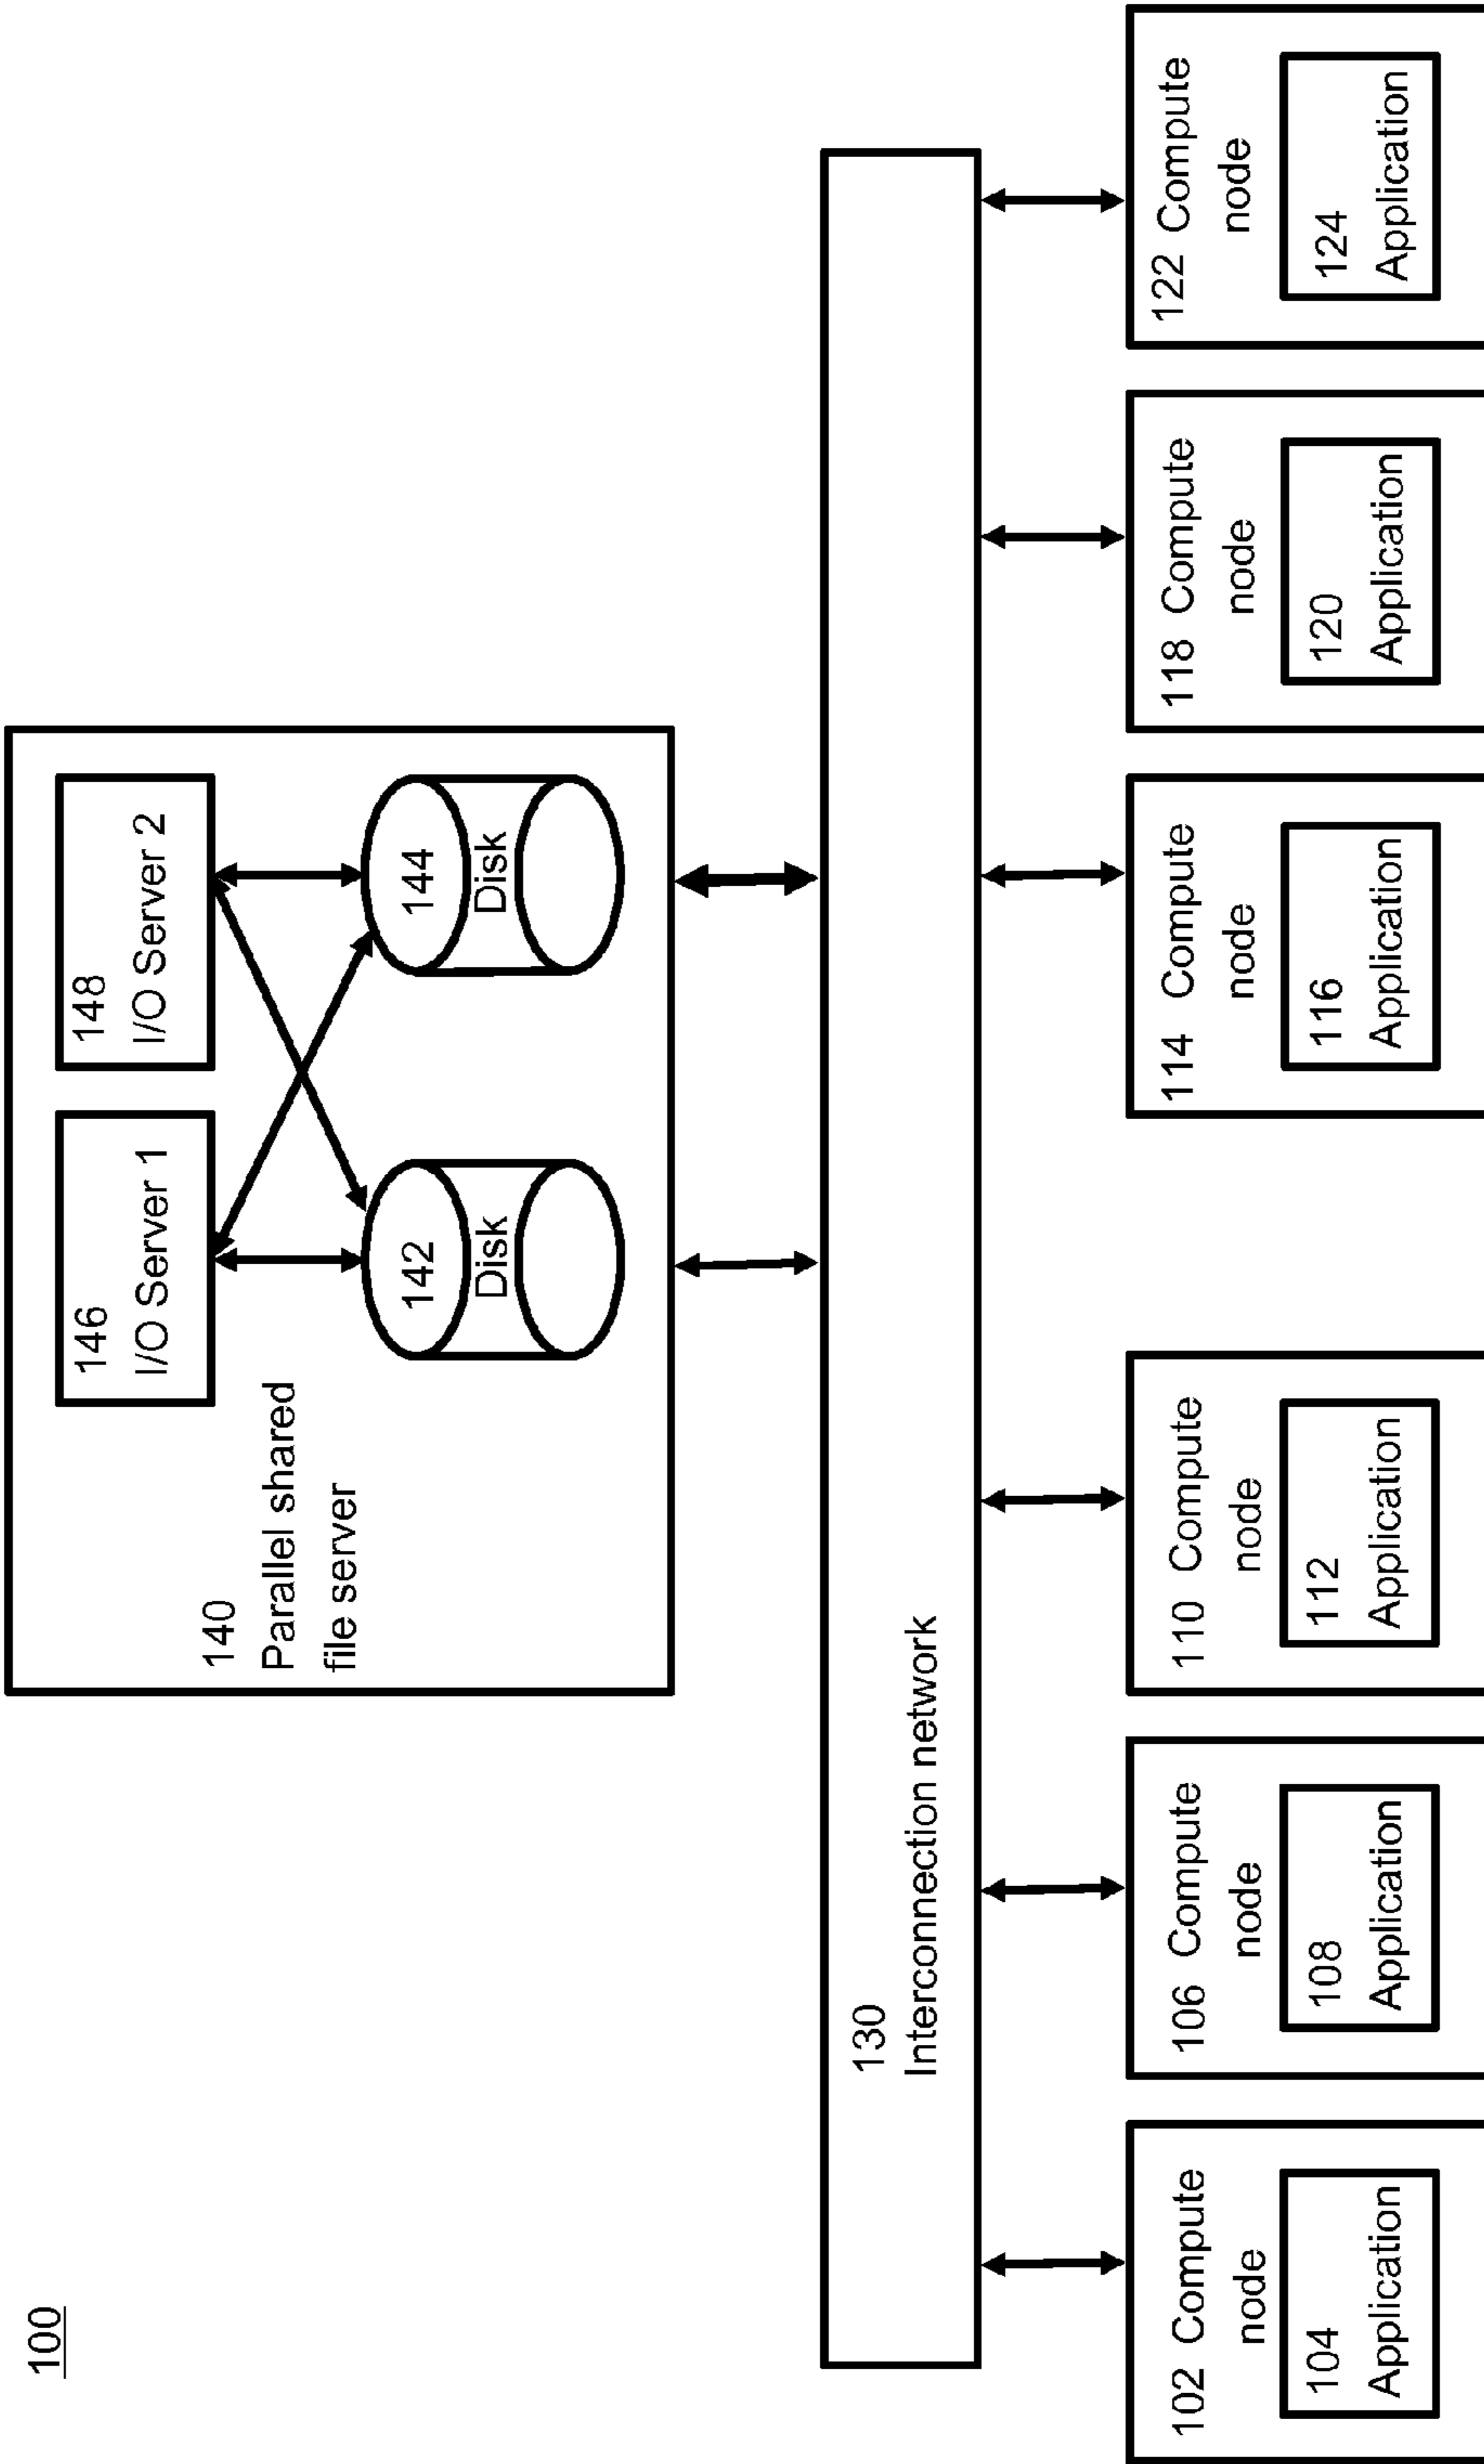 100
146
I/O Server 1
148
I/O Server 2
140
Parallel shared
file server
142
Disk
144
Disk
130
Interconnection network
102 Compute
node
104
Application
106 Compute
node
108
Application
110 Compute
node
112
Application
114 Compute
node
116
Application
118 Compute
node
120
Application
122 Compute
node
124
Application